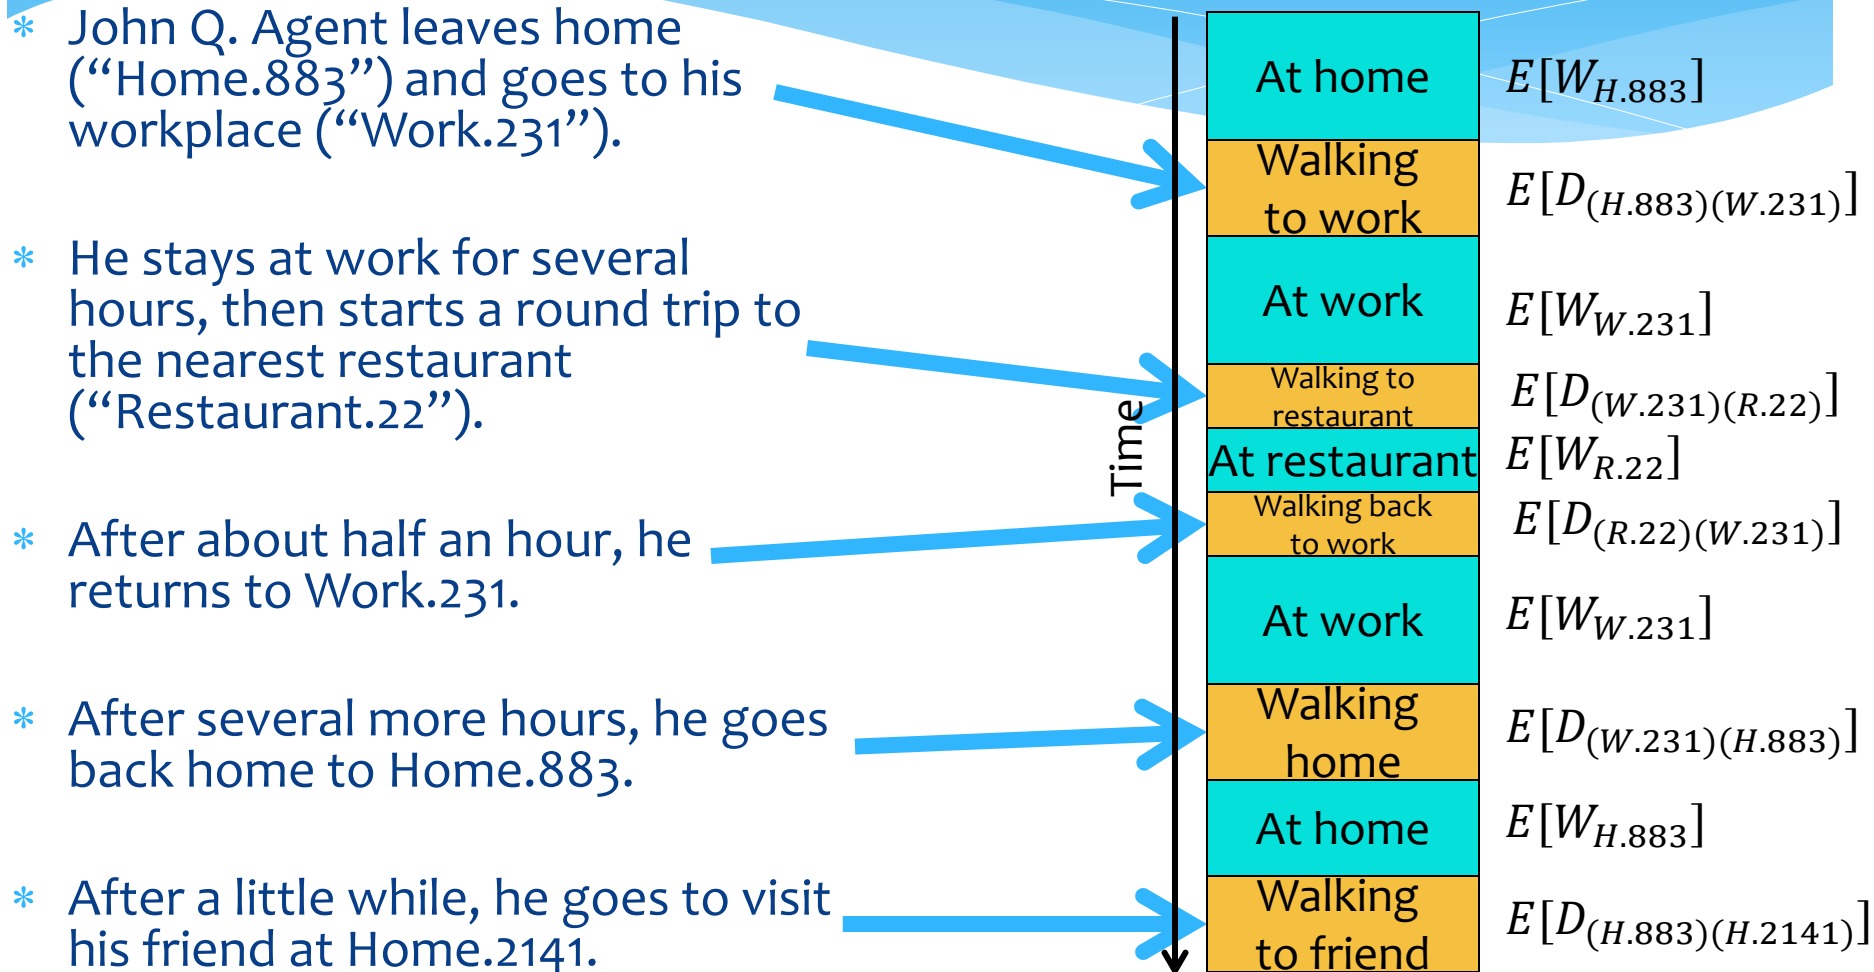 * John Q. Agent leaves home
(“Home.883”) and goes to his
workplace (“Work.231”).
* He stays at work for several
hours, then starts a round trip to
the nearest restaurant
(“Restaurant.22”).
* After about half an hour, he
returns to Work.231.
* After several more hours, he goes
back home to Home.883.
* After a little while, he goes to visit
his friend at Home.2141.
Time
At home
E[W_{H.883}]
Walking
to work
E[D_{(H.883)(W.231)}]
At work
E[W_{W.231}]
Walking to
restaurant
E[D_{(W.231)(R.22)}]
At restaurant
E[W_{R.22}]
Walking back
to work
E[D_{(R.22)(W.231)}]
At work
E[W_{W.231}]
Walking
home
E[D_{(W.231)(H.883)}]
At home
E[W_{H.883}]
Walking
to friend
E[D_{(H.883)(H.2141)}]